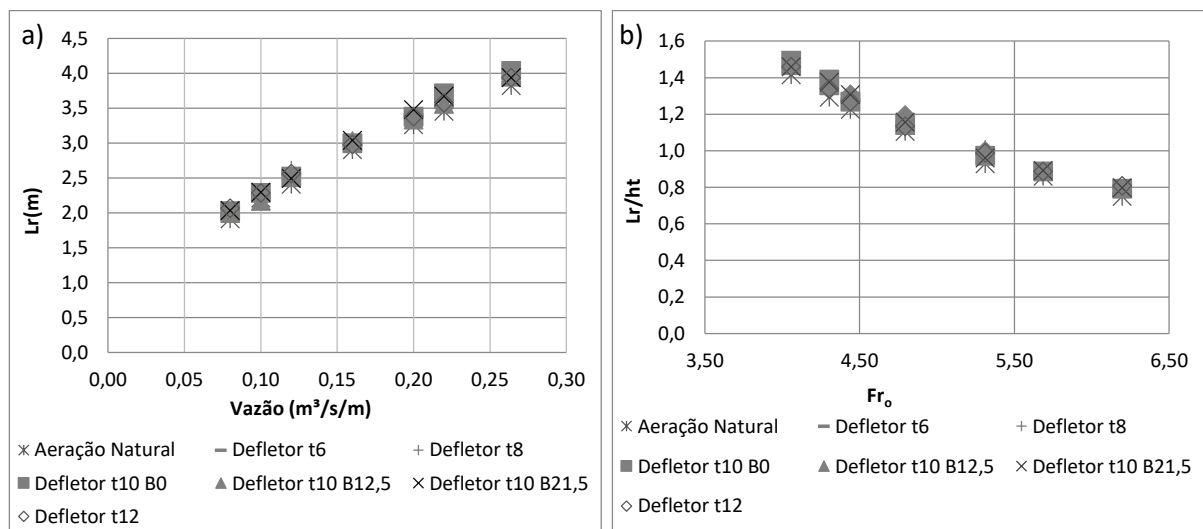 a)
4,5
4,0
3,5
3,0
2,5
2,0
1,5
1,0
0,5
0,0
Lr(m)
0,00 0,05 0,10 0,15 0,20 0,25 0,30
Vazão (m³/s/m)
Aeração Natural Defletor t6 Defletor t8
Defletor t10 B0 Defletor t10 B12,5 Defletor t10 B21,5
Defletor t12
b)
1,6
1,4
1,2
1,0
0,8
0,6
0,4
0,2
0,0
Lr/ht
3,50 4,50 5,50 6,50
Frₒ
Aeração Natural Defletor t6 Defletor t8
Defletor t10 B0 Defletor t10 B12,5 Defletor t10 B21,5
Defletor t12